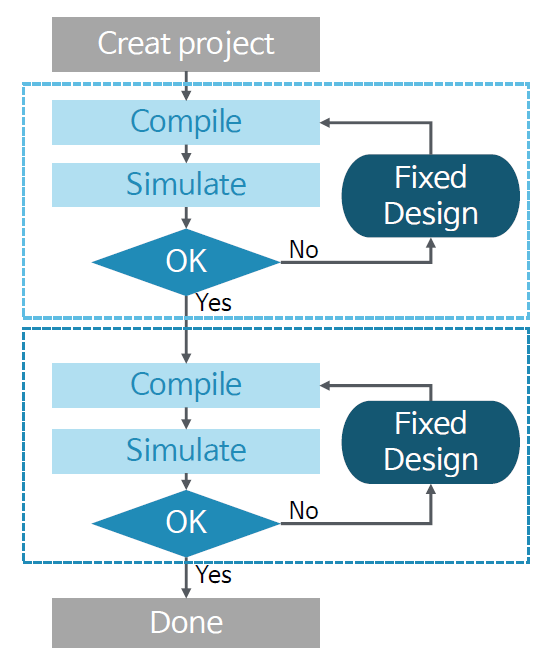 Creat project
Compile
Simulate
Fixed
Design
OK
No
Yes
Compile
Simulate
Fixed
Design
OK
No
Yes
Done